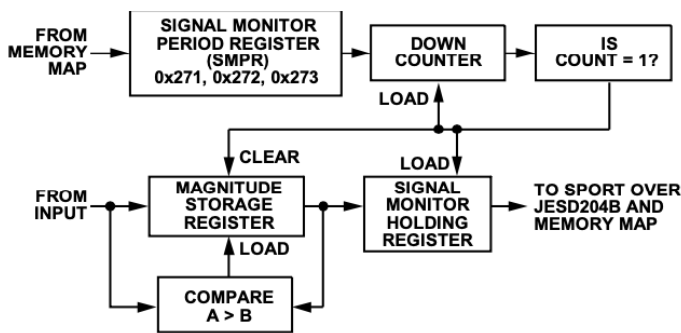 FROM
MEMORY
MAP
SIGNAL MONITOR
PERIOD REGISTER
(SMPR)
0x271, 0x272, 0x273
DOWN
COUNTER
IS
COUNT = 1?
LOAD
CLEAR
LOAD
FROM
INPUT
MAGNITUDE
STORAGE
REGISTER
SIGNAL
MONITOR
HOLDING
REGISTER
TO SPORT OVER
JESD204B AND
MEMORY MAP
LOAD
COMPARE
A > B